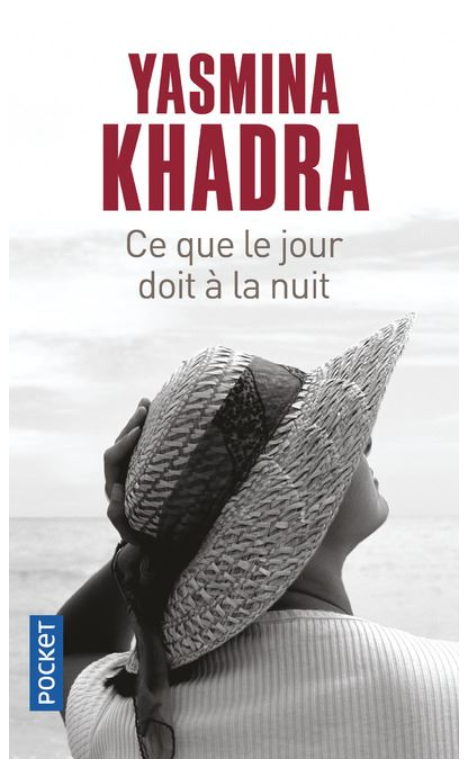 YASMINA
KHADRA
Ce que le jour
doit à la nuit
POCKET